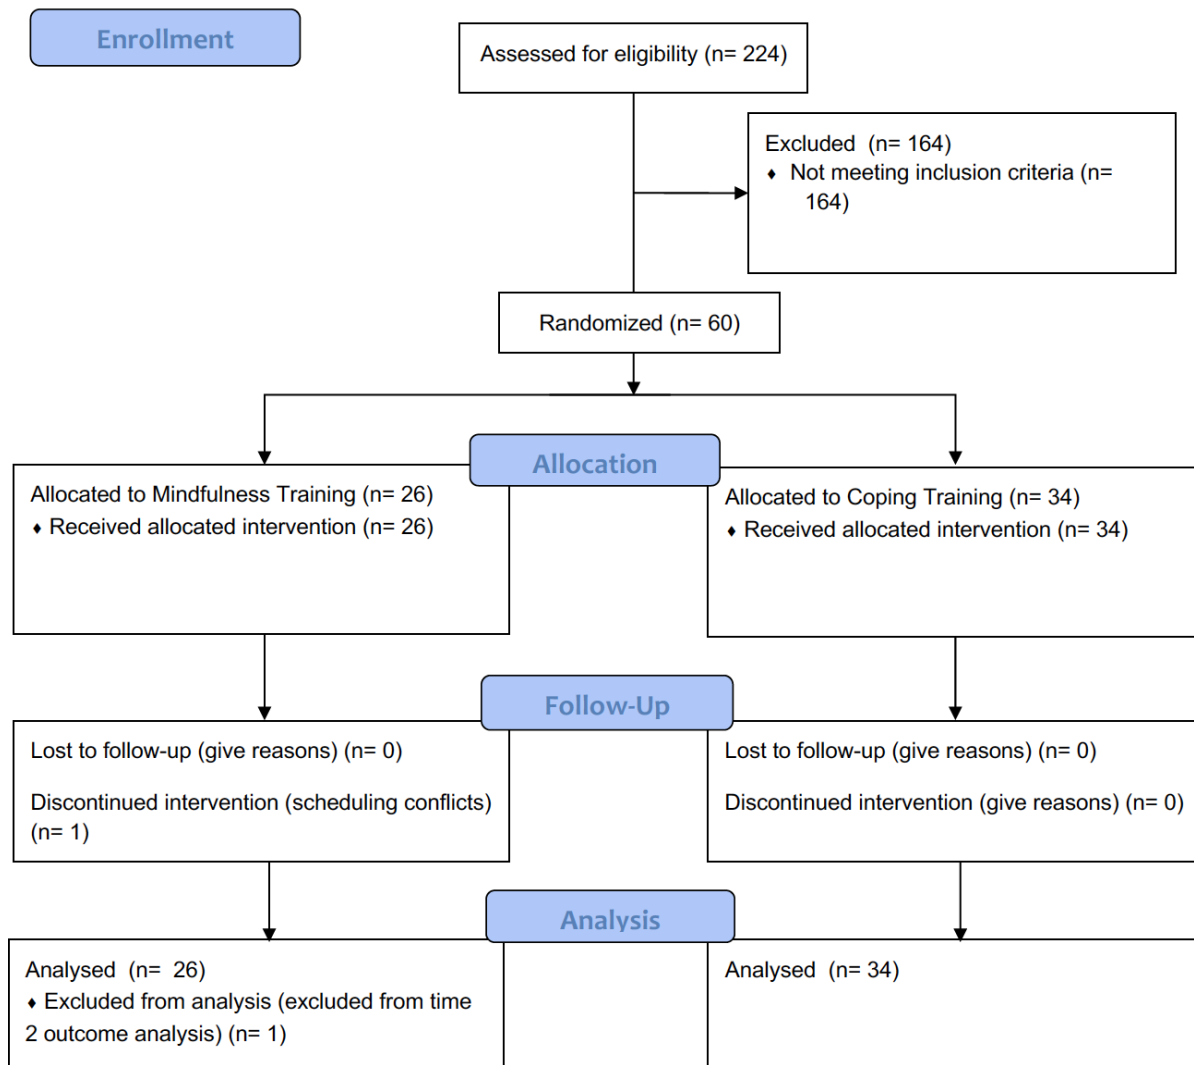 Enrollment
Assessed for eligibility (n= 224)
Excluded  (n= 164)
♦ Not meeting inclusion criteria (n=
164)
Randomized (n= 60)
Allocation
Allocated to Mindfulness Training (n= 26)
♦ Received allocated intervention (n= 26)
Allocated to Coping Training (n= 34)
♦ Received allocated intervention (n= 34)
Follow-Up
Lost to follow-up (give reasons) (n= 0)
Discontinued intervention (scheduling conflicts)
(n= 1)
Lost to follow-up (give reasons) (n= 0)
Discontinued intervention (give reasons) (n= 0)
Analysis
Analysed  (n=  26)
♦ Excluded from analysis (excluded from time
2 outcome analysis) (n= 1)
Analysed  (n= 34)